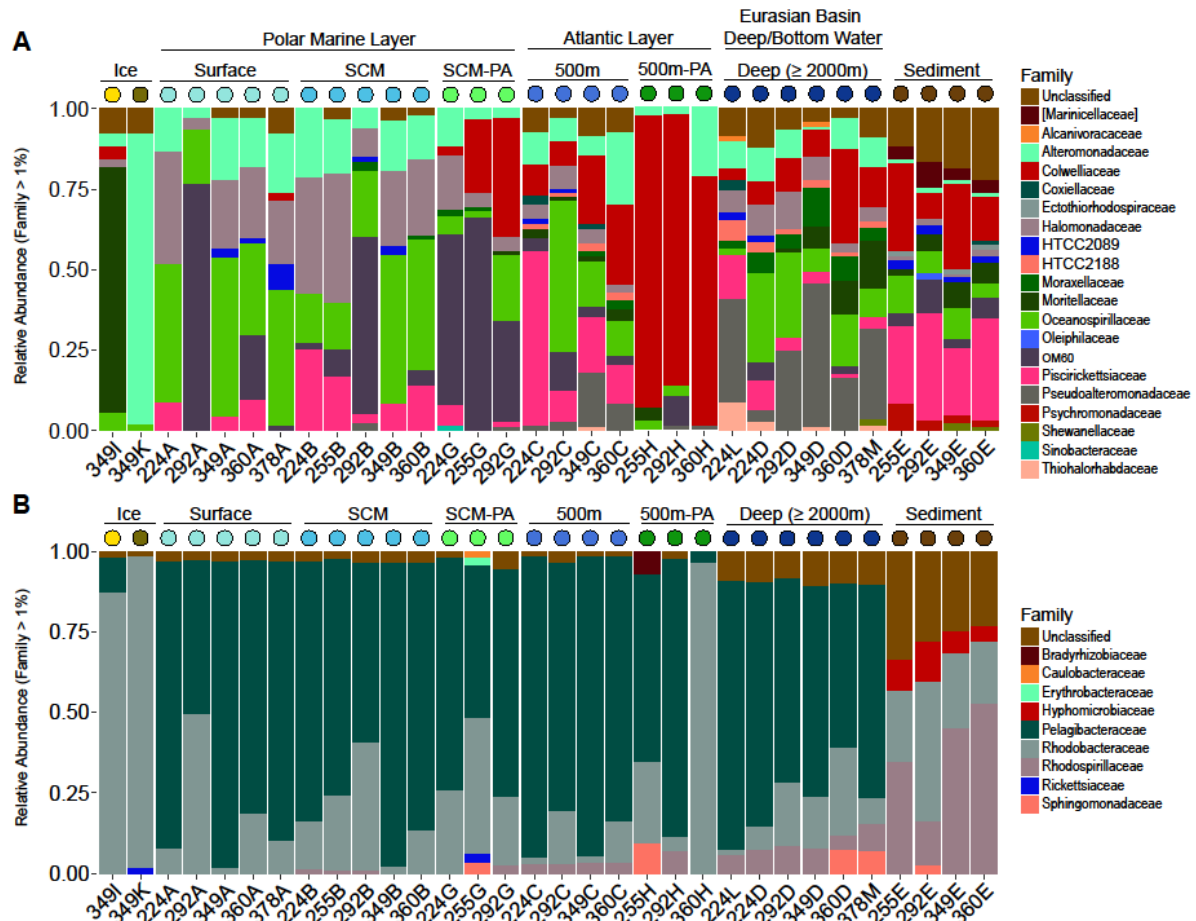 A
Polar Marine Layer
Atlantic Layer
Eurasian Basin
Deep/Bottom Water
Ice
Surface
SCM
SCM-PA
500m
500m-PA
Deep (≥ 2000m)
Sediment
Relative Abundance (Family > 1%)
1.00
0.75
0.50
0.25
0.00
349I
349K
224A
292A
349A
360A
378A
224B
255B
292B
349B
360B
224G
255G
292G
224C
292C
349C
360C
255H
292H
360H
224L
224D
292D
349D
360D
378M
255E
292E
349E
360E
Family
Unclassified
[Marinicellaceae]
Alcanivoracaceae
Alteromonadaceae
Colwelliaceae
Coxiellaceae
Ectothiorhodospiraceae
Halomonadaceae
HTCC2089
HTCC2188
Moraxellaceae
Moritellaceae
Oceanospirillaceae
Oleiphilaceae
OM60
Piscirickettsiaceae
Pseudoalteromonadaceae
Psychromonadaceae
Shewanellaceae
Sinobacteraceae
Thiohalorhabdaceae
B
Ice
Surface
SCM
SCM-PA
500m
500m-PA
Deep (≥ 2000m)
Sediment
Relative Abundance (Family > 1%)
1.00
0.75
0.50
0.25
0.00
349I
349K
224A
292A
349A
360A
378A
224B
255B
292B
349B
360B
224G
255G
292G
224C
292C
349C
360C
255H
292H
360H
224L
224D
292D
349D
360D
378M
255E
292E
349E
360E
Family
Unclassified
Bradyrhizobiaceae
Caulobacteraceae
Erythrobacteraceae
Hyphomicrobiaceae
Pelagibacteraceae
Rhodobacteraceae
Rhodospirillaceae
Rickettsiaceae
Sphingomonadaceae